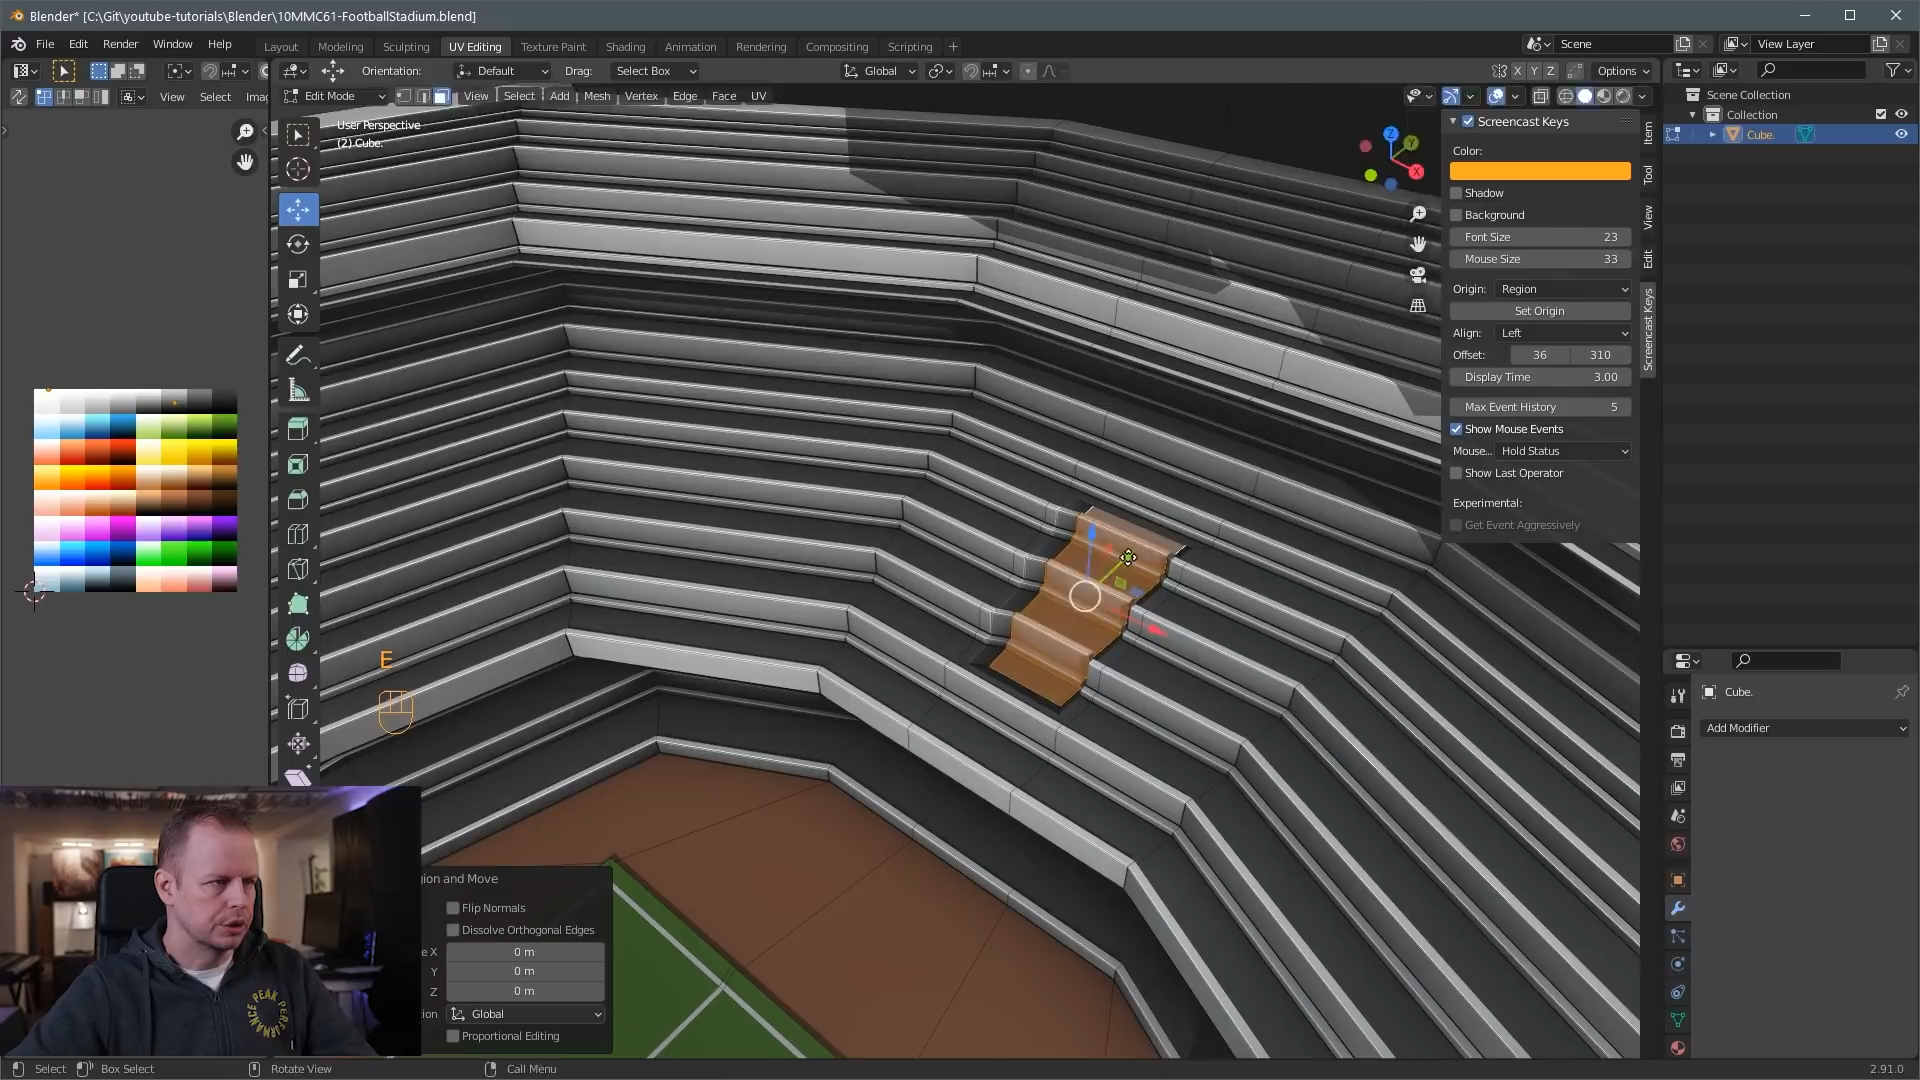 Blender* [C:\Git\youtube-tutorials\Blender\10MMC61-FootballStadium.blend]
File Edit Render Window Help
Layout Modeling Sculpting UV Editing Texture Paint Shading Animation Rendering Compositing Scripting +
Scene
View Layer
Orientation: Default Drag: Select Box
Global
X Y Z
Options
View Select Imag
Edit Mode
View Select Add Mesh Vertex Edge Face UV
User Perspective
(2) Cube.
Z
Y
X
Screencast Keys
Color:
Shadow
Background
Font Size 23
Mouse Size 33
Origin: Region
Set Origin
Align: Left
Offset: 36 310
Display Time 3.00
Max Event History 5
Show Mouse Events
Mouse... Hold Status
Show Last Operator
Experimental:
Get Event Aggressively
Item
Tool
View
Edit
Screencast Keys
Scene Collection
Collection
Cube.
Cube.
Add Modifier
E
gion and Move
Flip Normals
Dissolve Orthogonal Edges
e X 0 m
Y 0 m
Z 0 m
tion Global
Proportional Editing
PEAK PERFORMANCE
Select Box Select Rotate View Call Menu
2.91.0